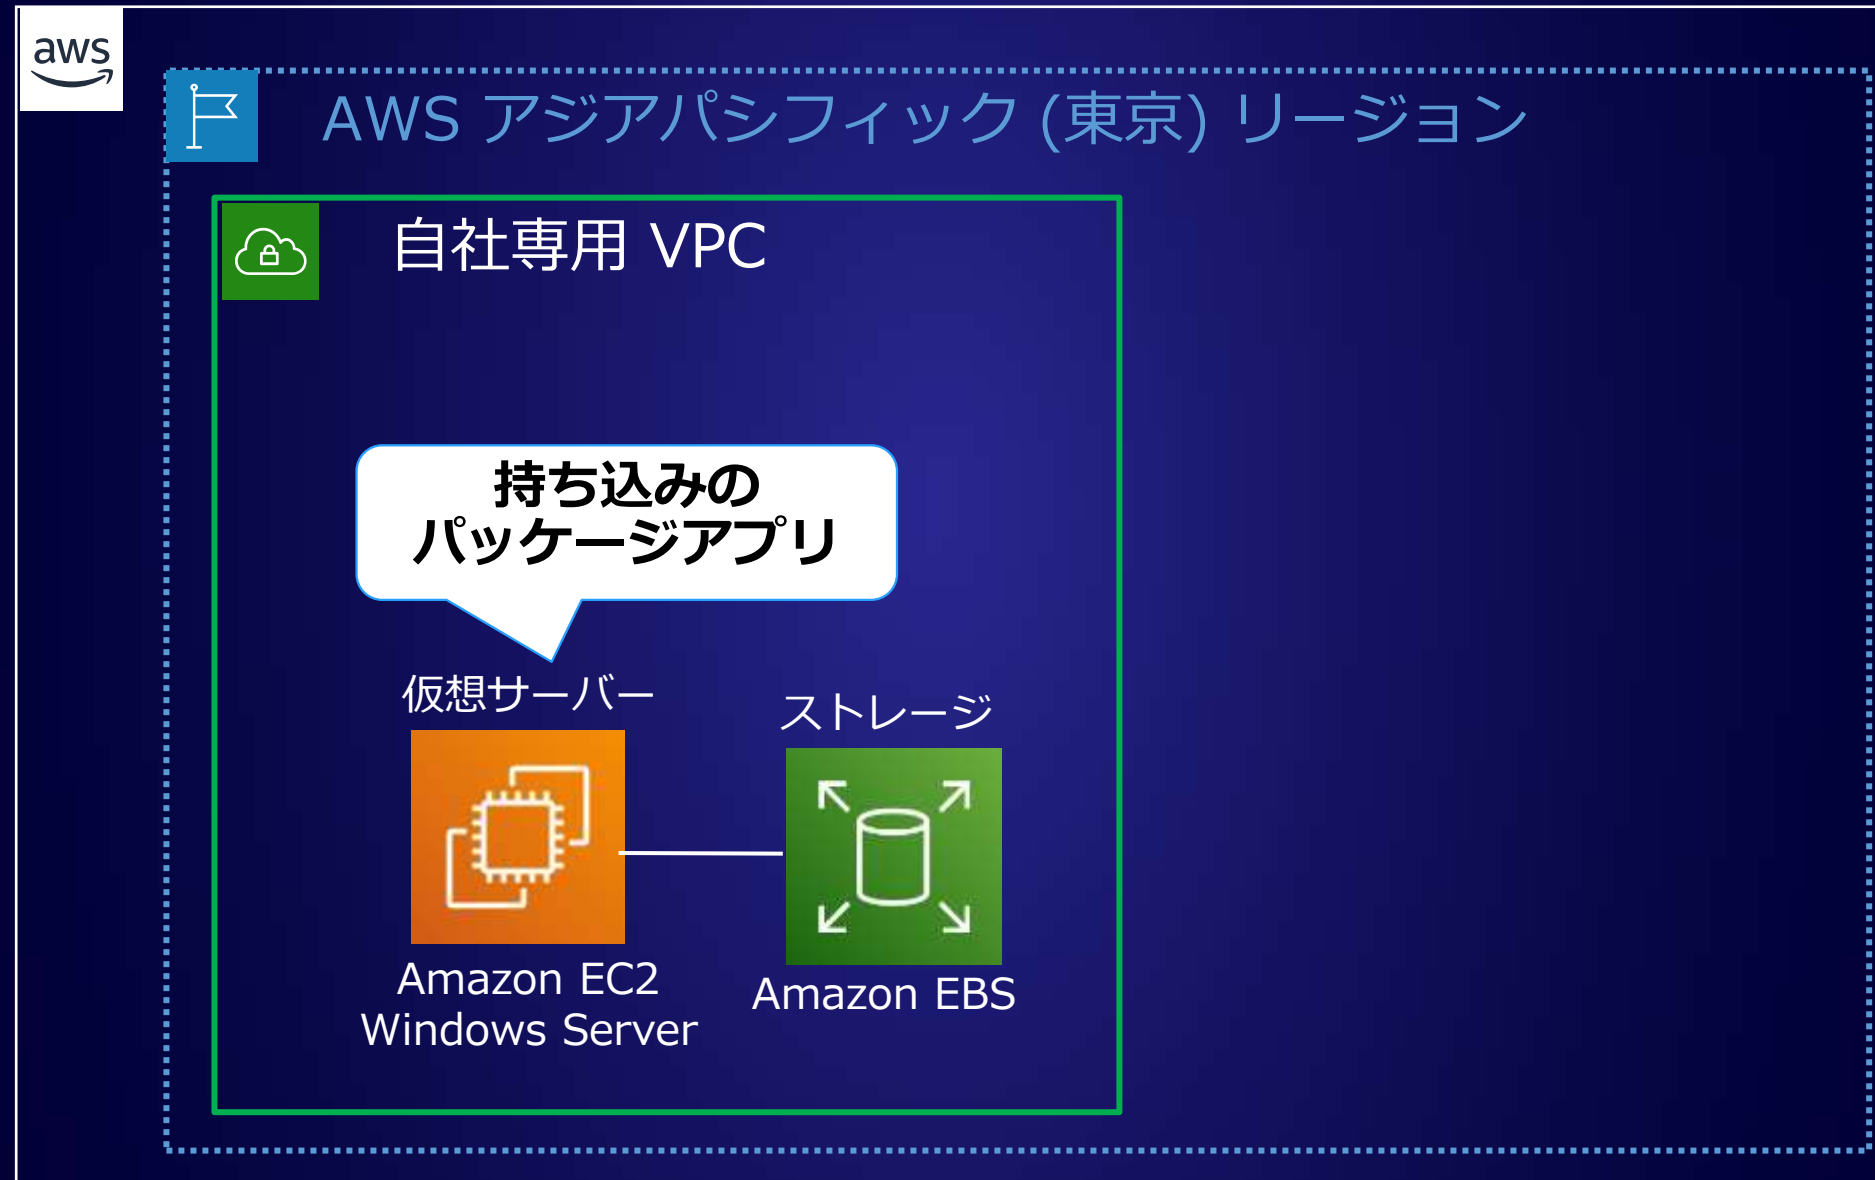 aws
AWS アジアパシフィック (東京) リージョン
自社専用 VPC
持ち込みの
パッケージアプリ
仮想サーバー
ストレージ
Amazon EC2
Windows Server
Amazon EBS